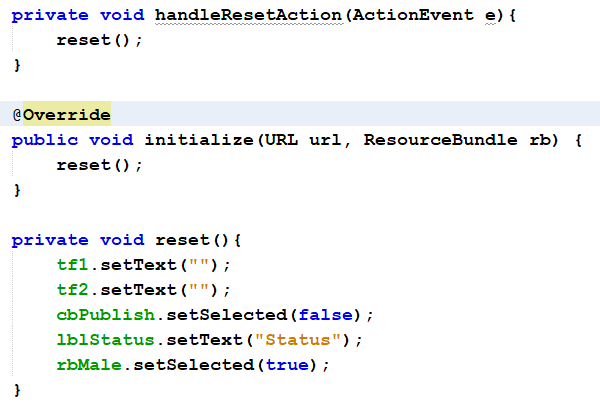 private void handleResetAction(ActionEvent e){
    reset();
}

@Override
public void initialize(URL url, ResourceBundle rb) {
    reset();
}

private void reset(){
    tf1.setText("");
    tf2.setText("");
    cbPublish.setSelected(false);
    lblStatus.setText("Status");
    rbMale.setSelected(true);
}